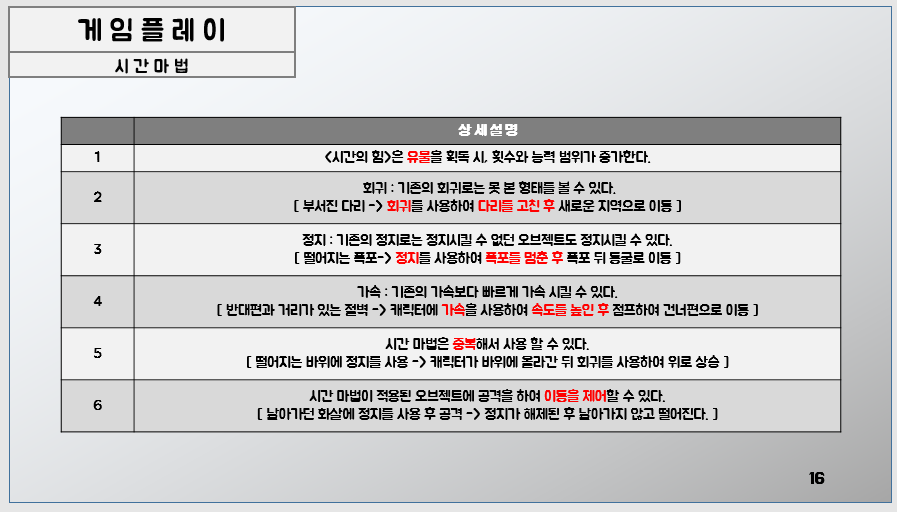 게임플레이
시간마법
상세설명
1
<시간의 힘>은 유물을 획득 시, 횟수와 능력 범위가 증가한다.
2
회귀 : 기존의 회귀로는 못 본 형태를 볼 수 있다.
[ 부서진 다리 -> 회귀를 사용하여 다리를 고친 후 새로운 지역으로 이동 ]
3
정지 : 기존의 정지로는 정지시킬 수 없던 오브젝트도 정지시킬 수 있다.
[ 떨어지는 폭포-> 정지를 사용하여 폭포를 멈춘 후 폭포 뒤 동굴로 이동 ]
4
가속 : 기존의 가속보다 빠르게 가속 시킬 수 있다.
[ 반대편과 거리가 있는 절벽 -> 캐릭터에 가속을 사용하여 속도를 높인 후 점프하여 건너편으로 이동 ]
5
시간 마법은 중복해서 사용 할 수 있다.
[ 떨어지는 바위에 정지를 사용 -> 캐릭터가 바위에 올라간 뒤 회귀를 사용하여 위로 상승 ]
6
시간 마법이 적용된 오브젝트에 공격을 하여 이동을 제어할 수 있다.
[ 날아가던 화살에 정지를 사용 후 공격 -> 정지가 해제된 후 날아가지 않고 떨어진다. ]
16